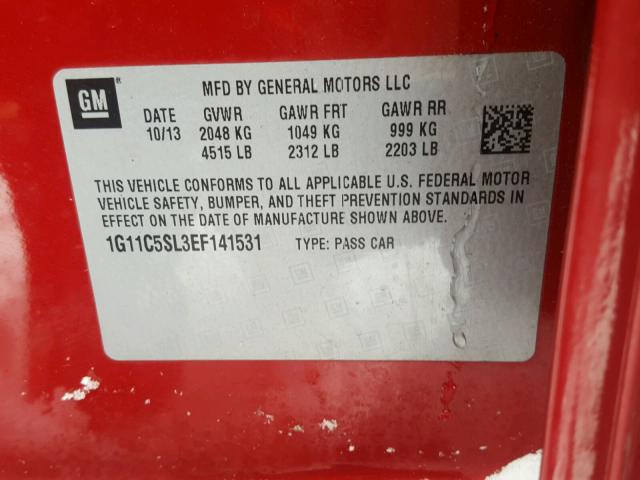 GM® MFD BY GENERAL MOTORS LLC
DATE GVWR GAWR FRT GAWR RR
10/13 2048 KG 1049 KG 999 KG
4515 LB 2312 LB 2203 LB
THIS VEHICLE CONFORMS TO ALL APPLICABLE U.S. FEDERAL MOTOR
VEHICLE SAFETY, BUMPER, AND THEFT PREVENTION STANDARDS IN
EFFECT ON THE DATE OF MANUFACTURE SHOWN ABOVE.
1G11C5SL3EF141531 TYPE: PASS CAR